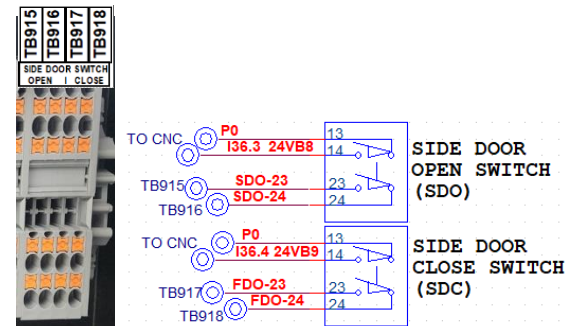 TB915
TB916
TB917
TB918
SIDE DOOR SWITCH
OPEN I CLOSE
TO CNC
P0
I36.3 24VB8
13
14
TB915
SDO-23
23
TB916
SDO-24
24
SIDE DOOR
OPEN SWITCH
(SDO)
TO CNC
P0
I36.4 24VB9
13
14
TB917
FDO-23
23
TB918
FDO-24
24
SIDE DOOR
CLOSE SWITCH
(SDC)